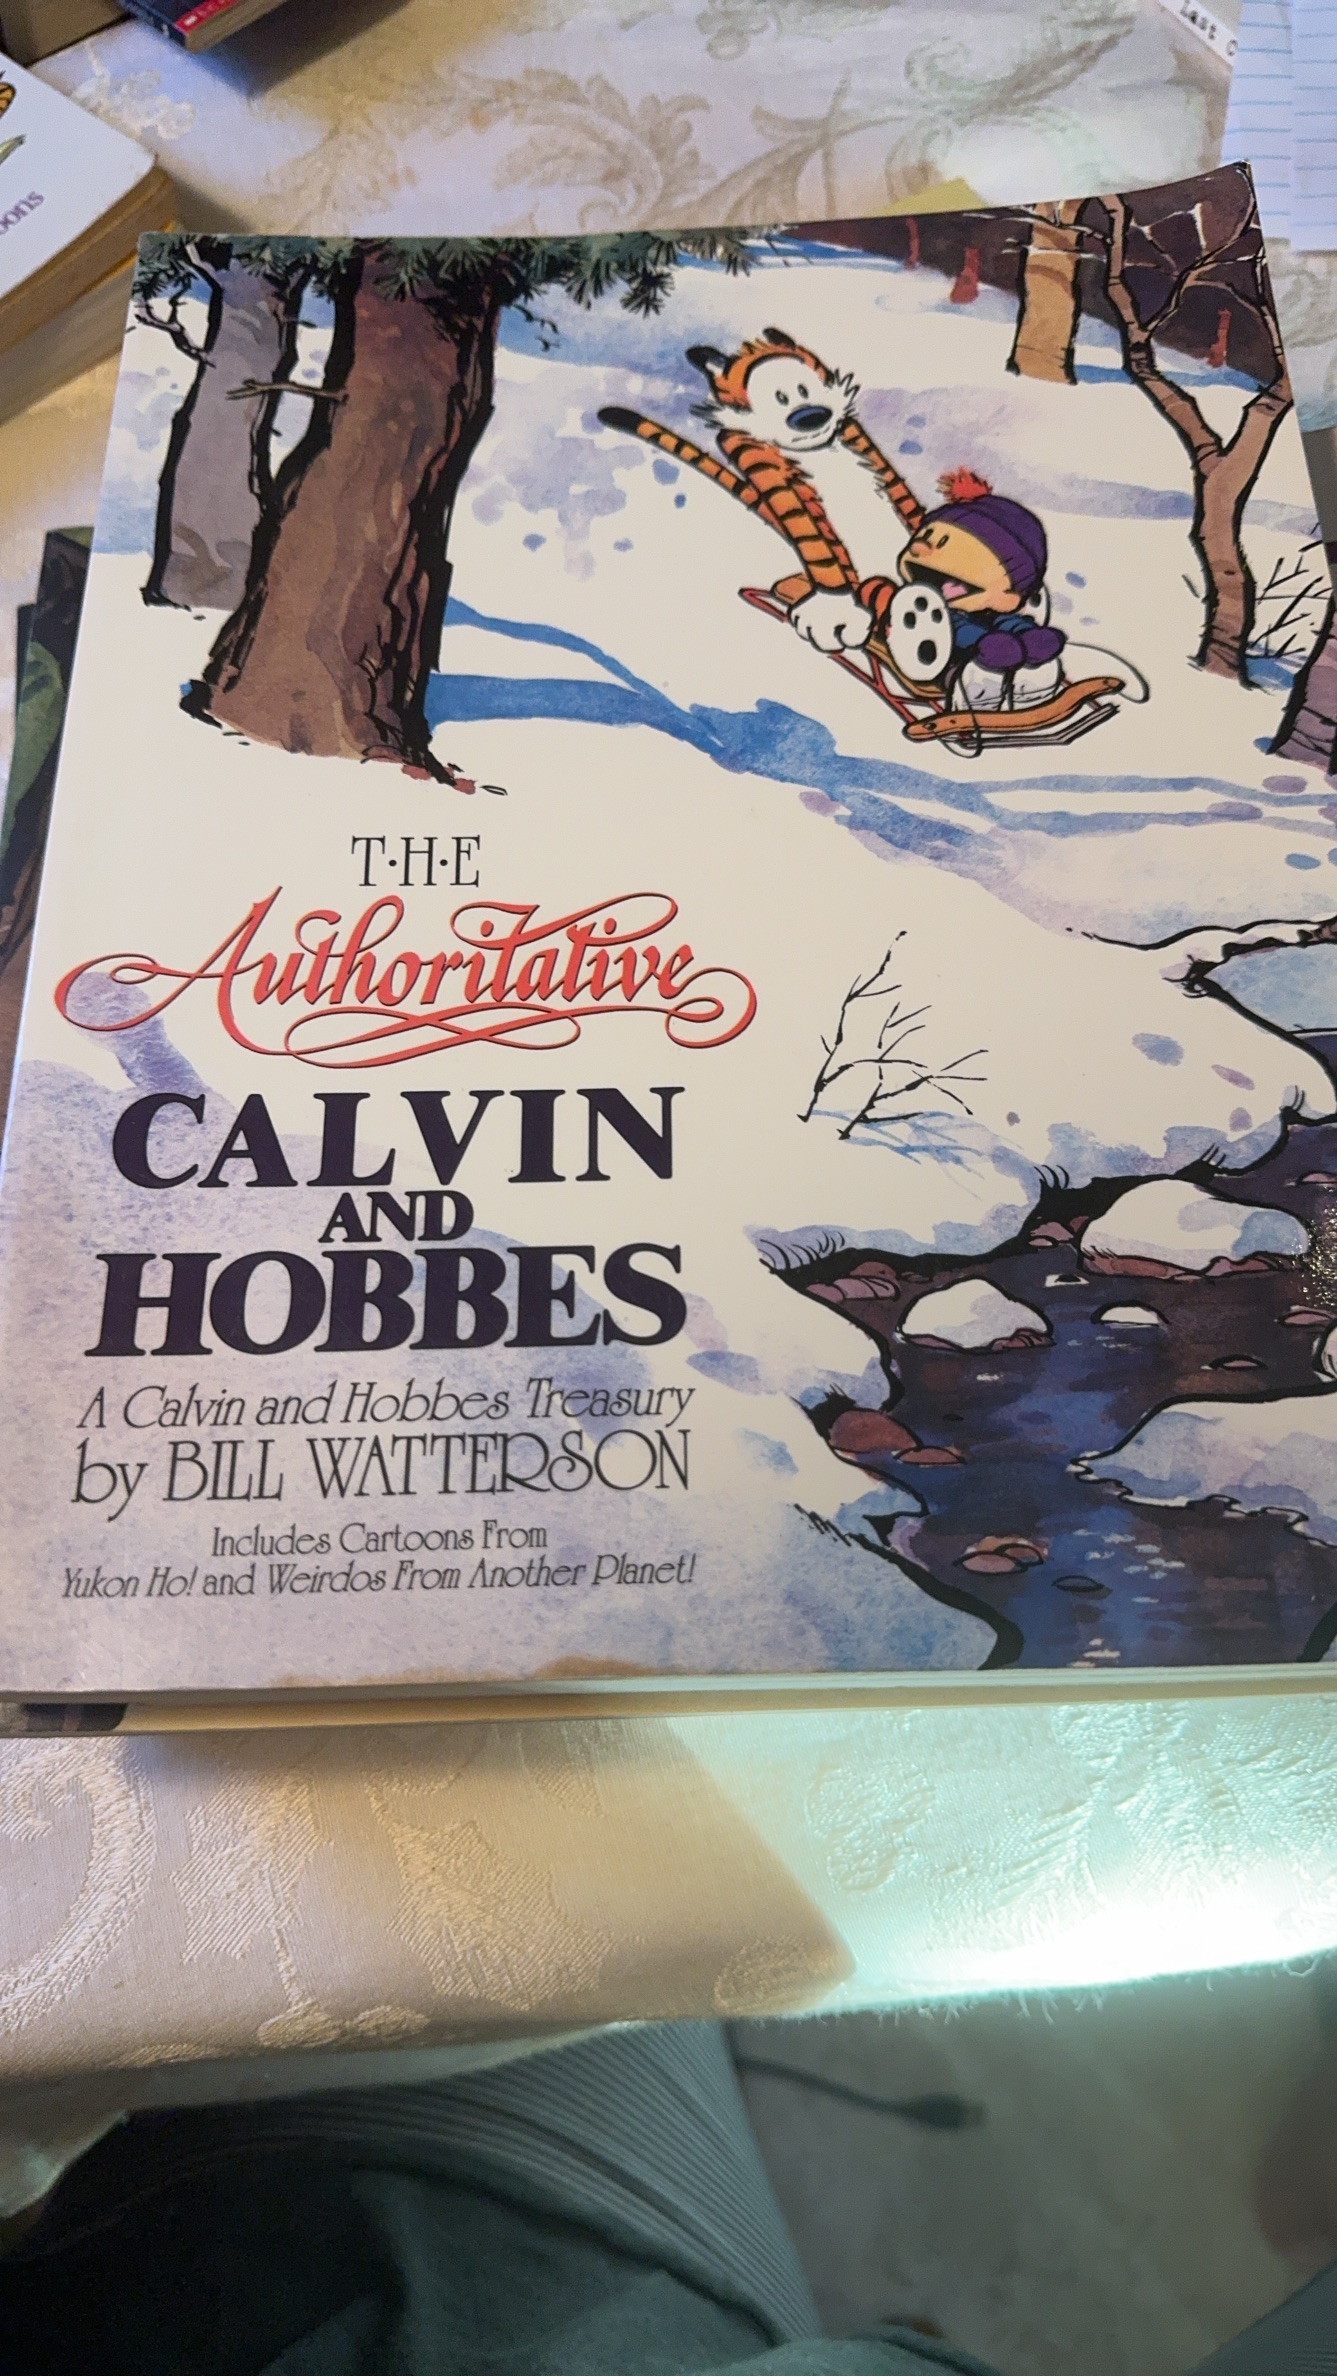 Last
T·H·E
Authoritative
CALVIN
AND
HOBBES
A Calvin and Hobbes Treasury
by BILL WATTERSON
Includes Cartoons From
Yukon Ho! and Weirdos From Another Planet!